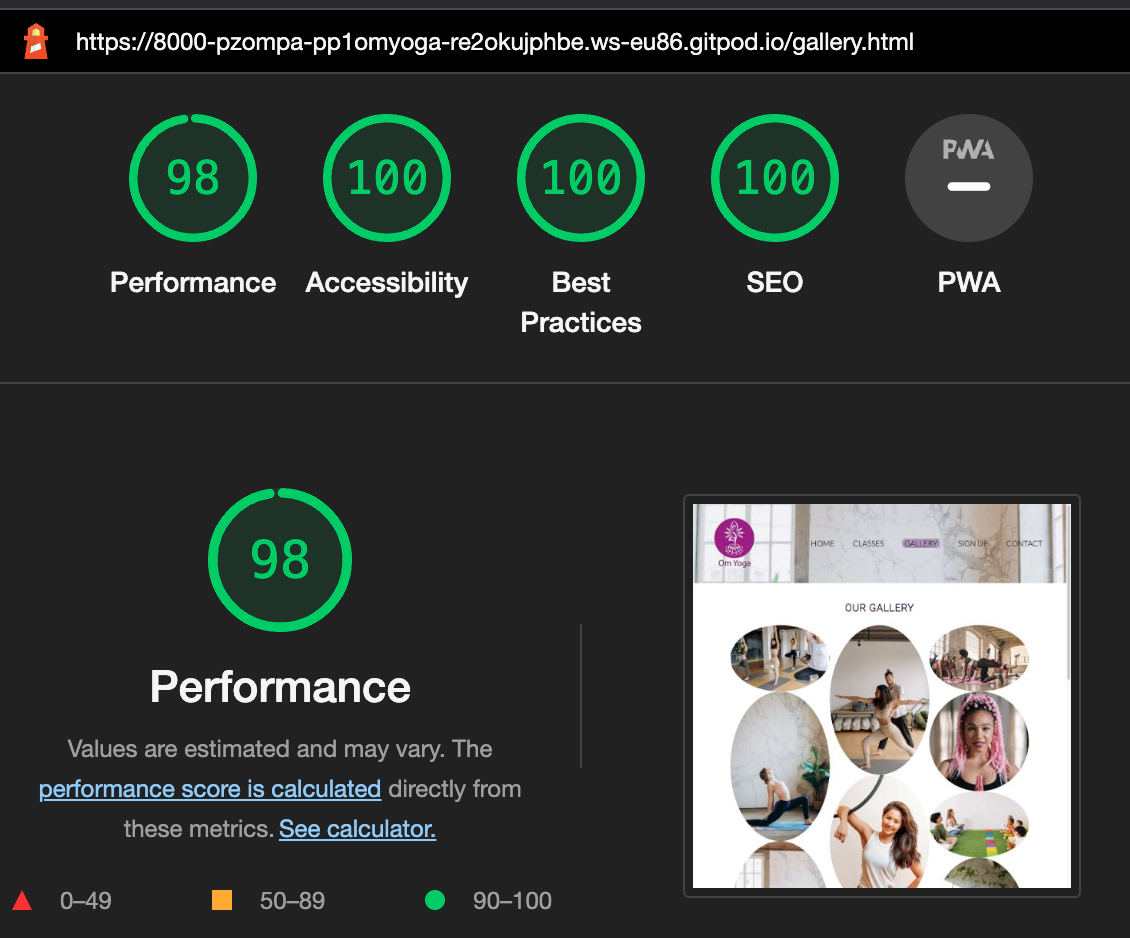 https://8000-pzompa-pp1omyoga-re2okujphbe.ws-eu86.gitpod.io/gallery.html
98
100
100
100
PWA
Performance
Accessibility
Best
Practices
SEO
PWA
98
Performance
Values are estimated and may vary. The
performance score is calculated directly from
these metrics. See calculator.
0–49
50–89
90–100
Om Yoga
HOME
CLASSES
GALLERY
SIGN UP
CONTACT
OUR GALLERY